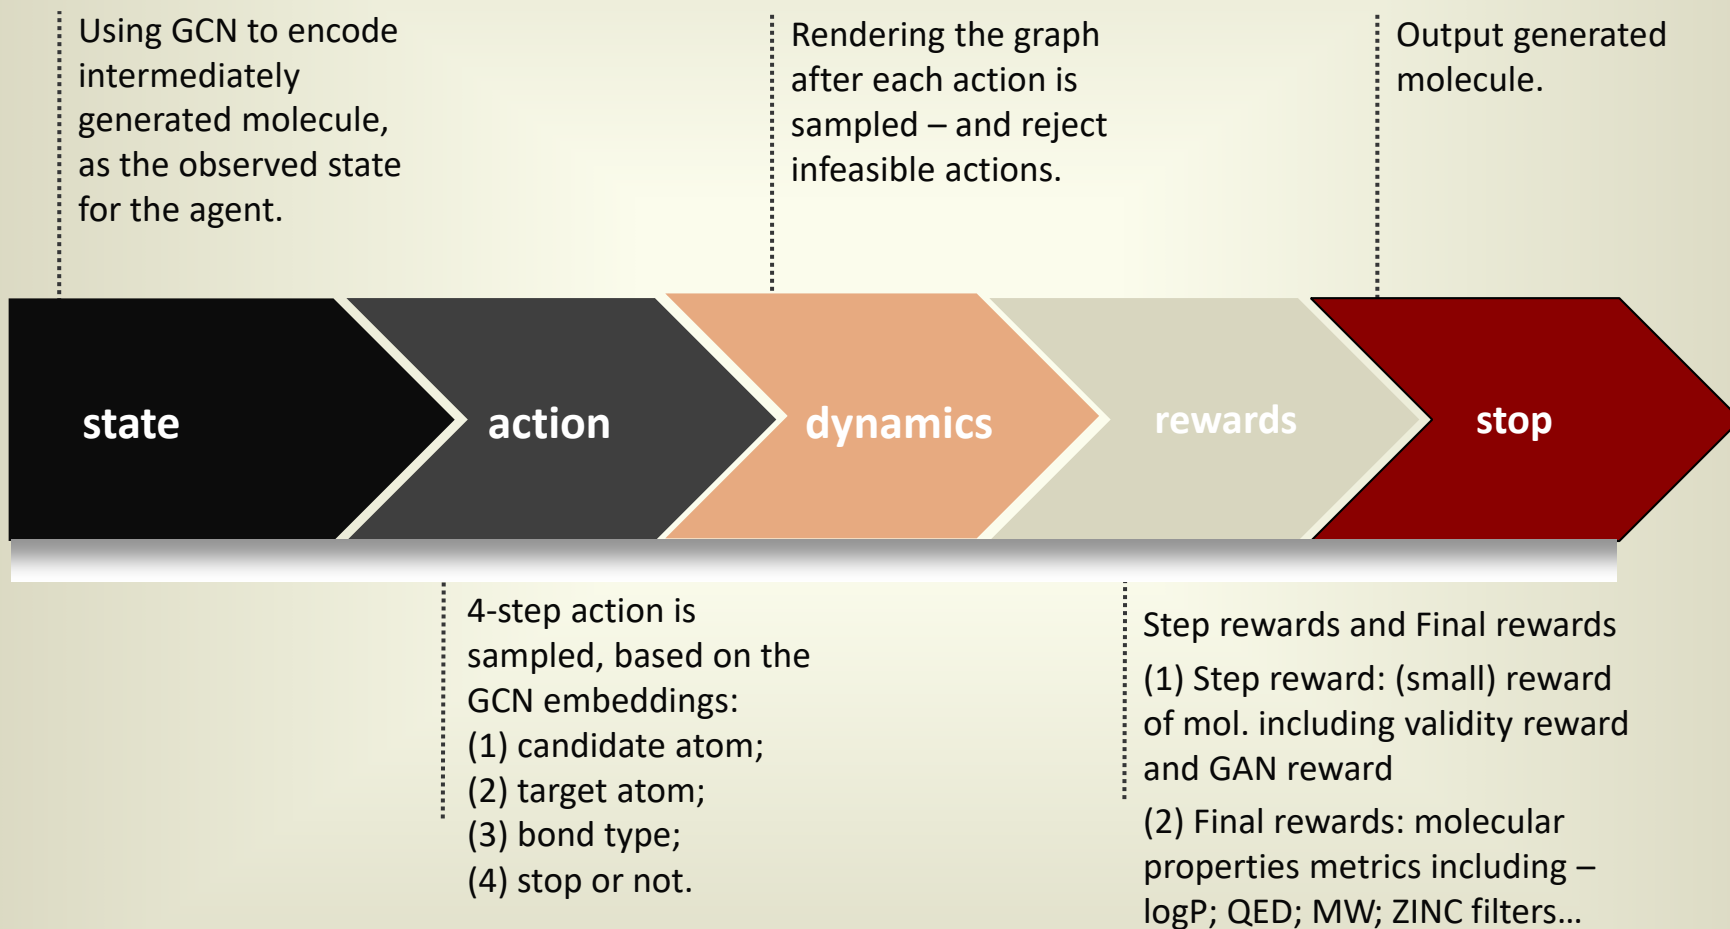 Using GCN to encode
intermediately
generated molecule,
as the observed state
for the agent.
Rendering the graph
after each action is
sampled – and reject
infeasible actions.
Output generated
molecule.
state
action
dynamics
rewards
stop
4-step action is
sampled, based on the
GCN embeddings:
(1) candidate atom;
(2) target atom;
(3) bond type;
(4) stop or not.
Step rewards and Final rewards
(1) Step reward: (small) reward
of mol. including validity reward
and GAN reward
(2) Final rewards: molecular
properties metrics including –
logP; QED; MW; ZINC filters…